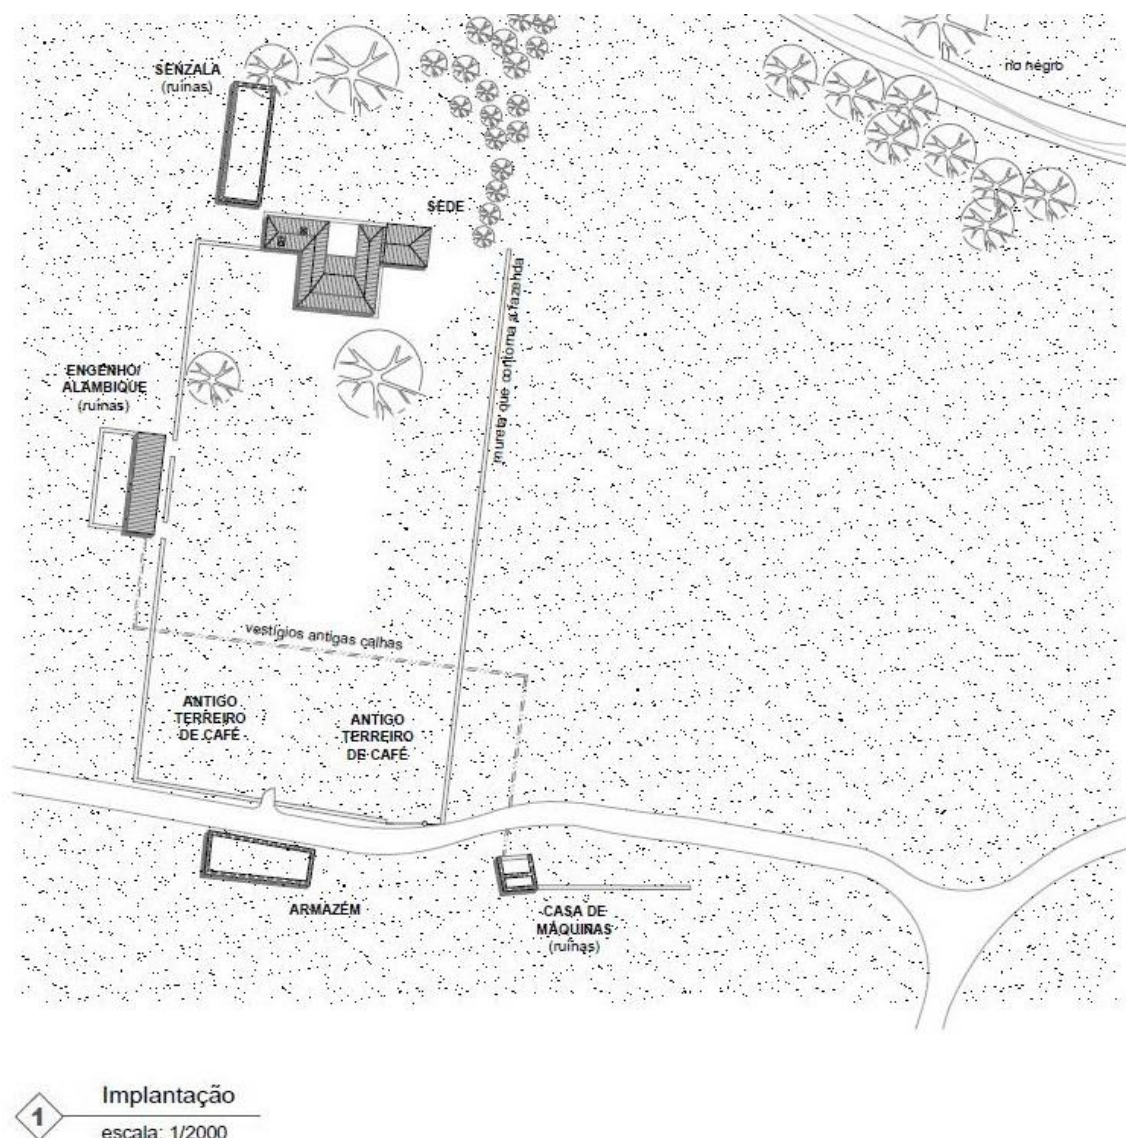 SENZALA
(ruínas)
rio negro
SEDE
mureta que contorna a fazenda
ENGENHO/
ALAMBIQUE
(ruínas)
vestígios antigas calhas
ANTIGO
TERREIRO
DE CAFÉ
ANTIGO
TERREIRO
DE CAFÉ
ARMAZÉM
CASA DE
MÁQUINAS
(ruínas)
1
Implantação
escala: 1/2000